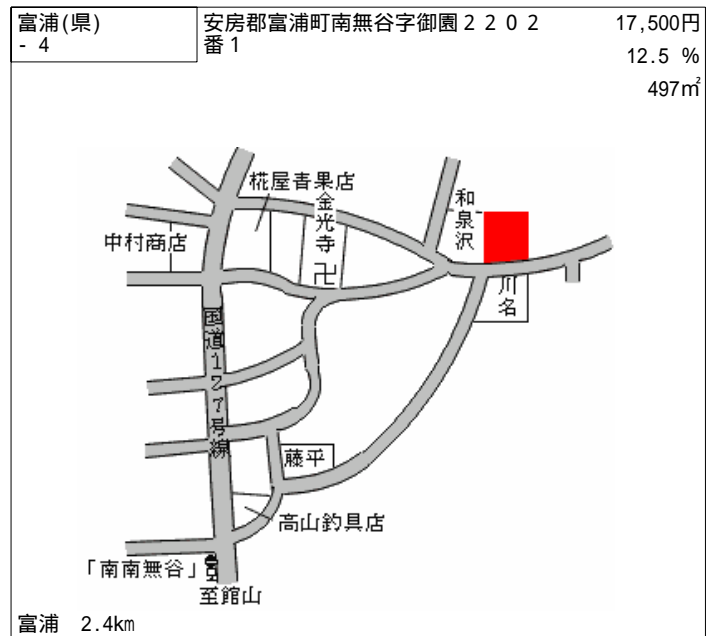 富浦(県)
- 4
安房郡富浦町南無谷字御園２２０２
番１
17,500円
12.5 %
497㎡
椛屋青果店
金光寺
卍
和泉沢
中村商店
川名
国道127号線
藤平
高山釣具店
「南南無谷」
至館山
富浦 2.4km